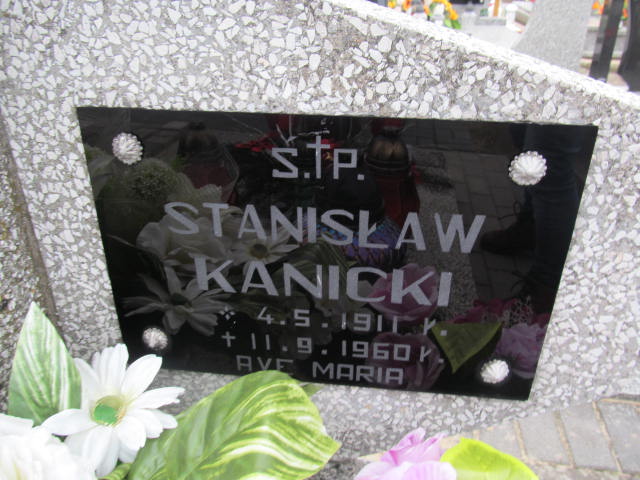 Ś.†P.
STANISŁAW
KANICKI
* 4.5.1911 r.
† 11.9.1960 r.
AVE MARIA